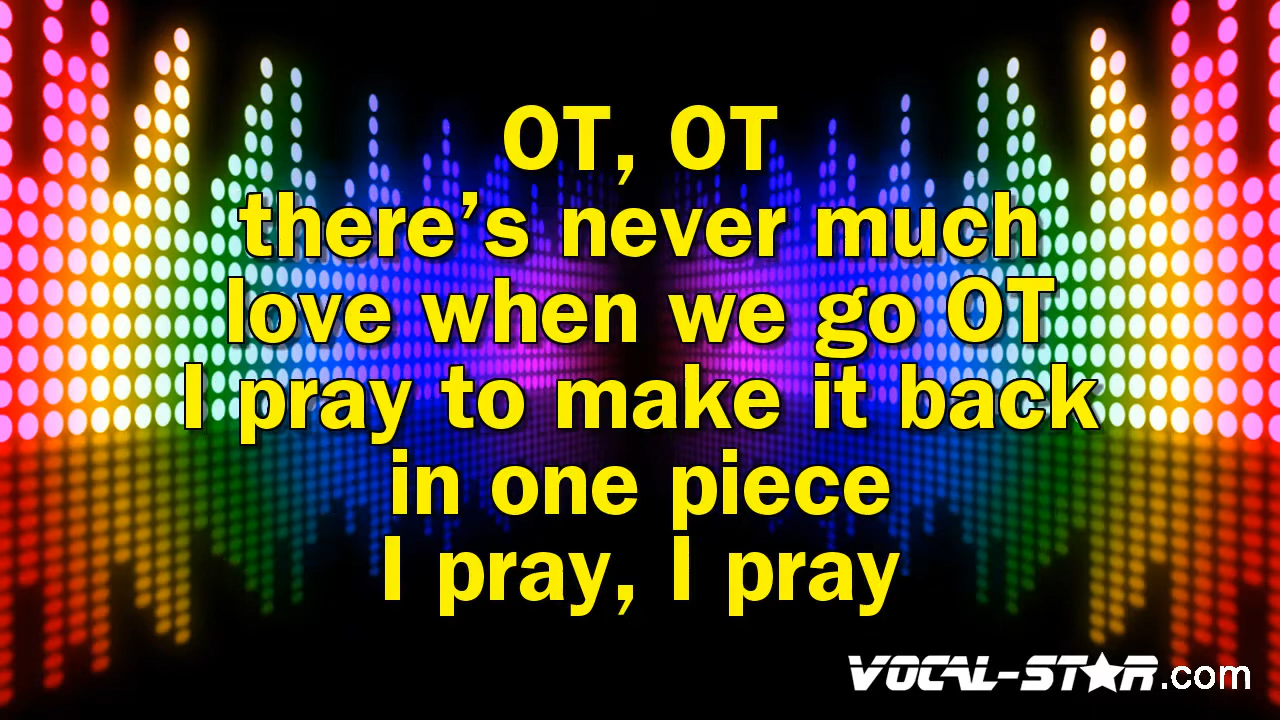 OT, OT
there’s never much
love when we go OT
I pray to make it back
in one piece
I pray, I pray
VOCAL-STAR.com